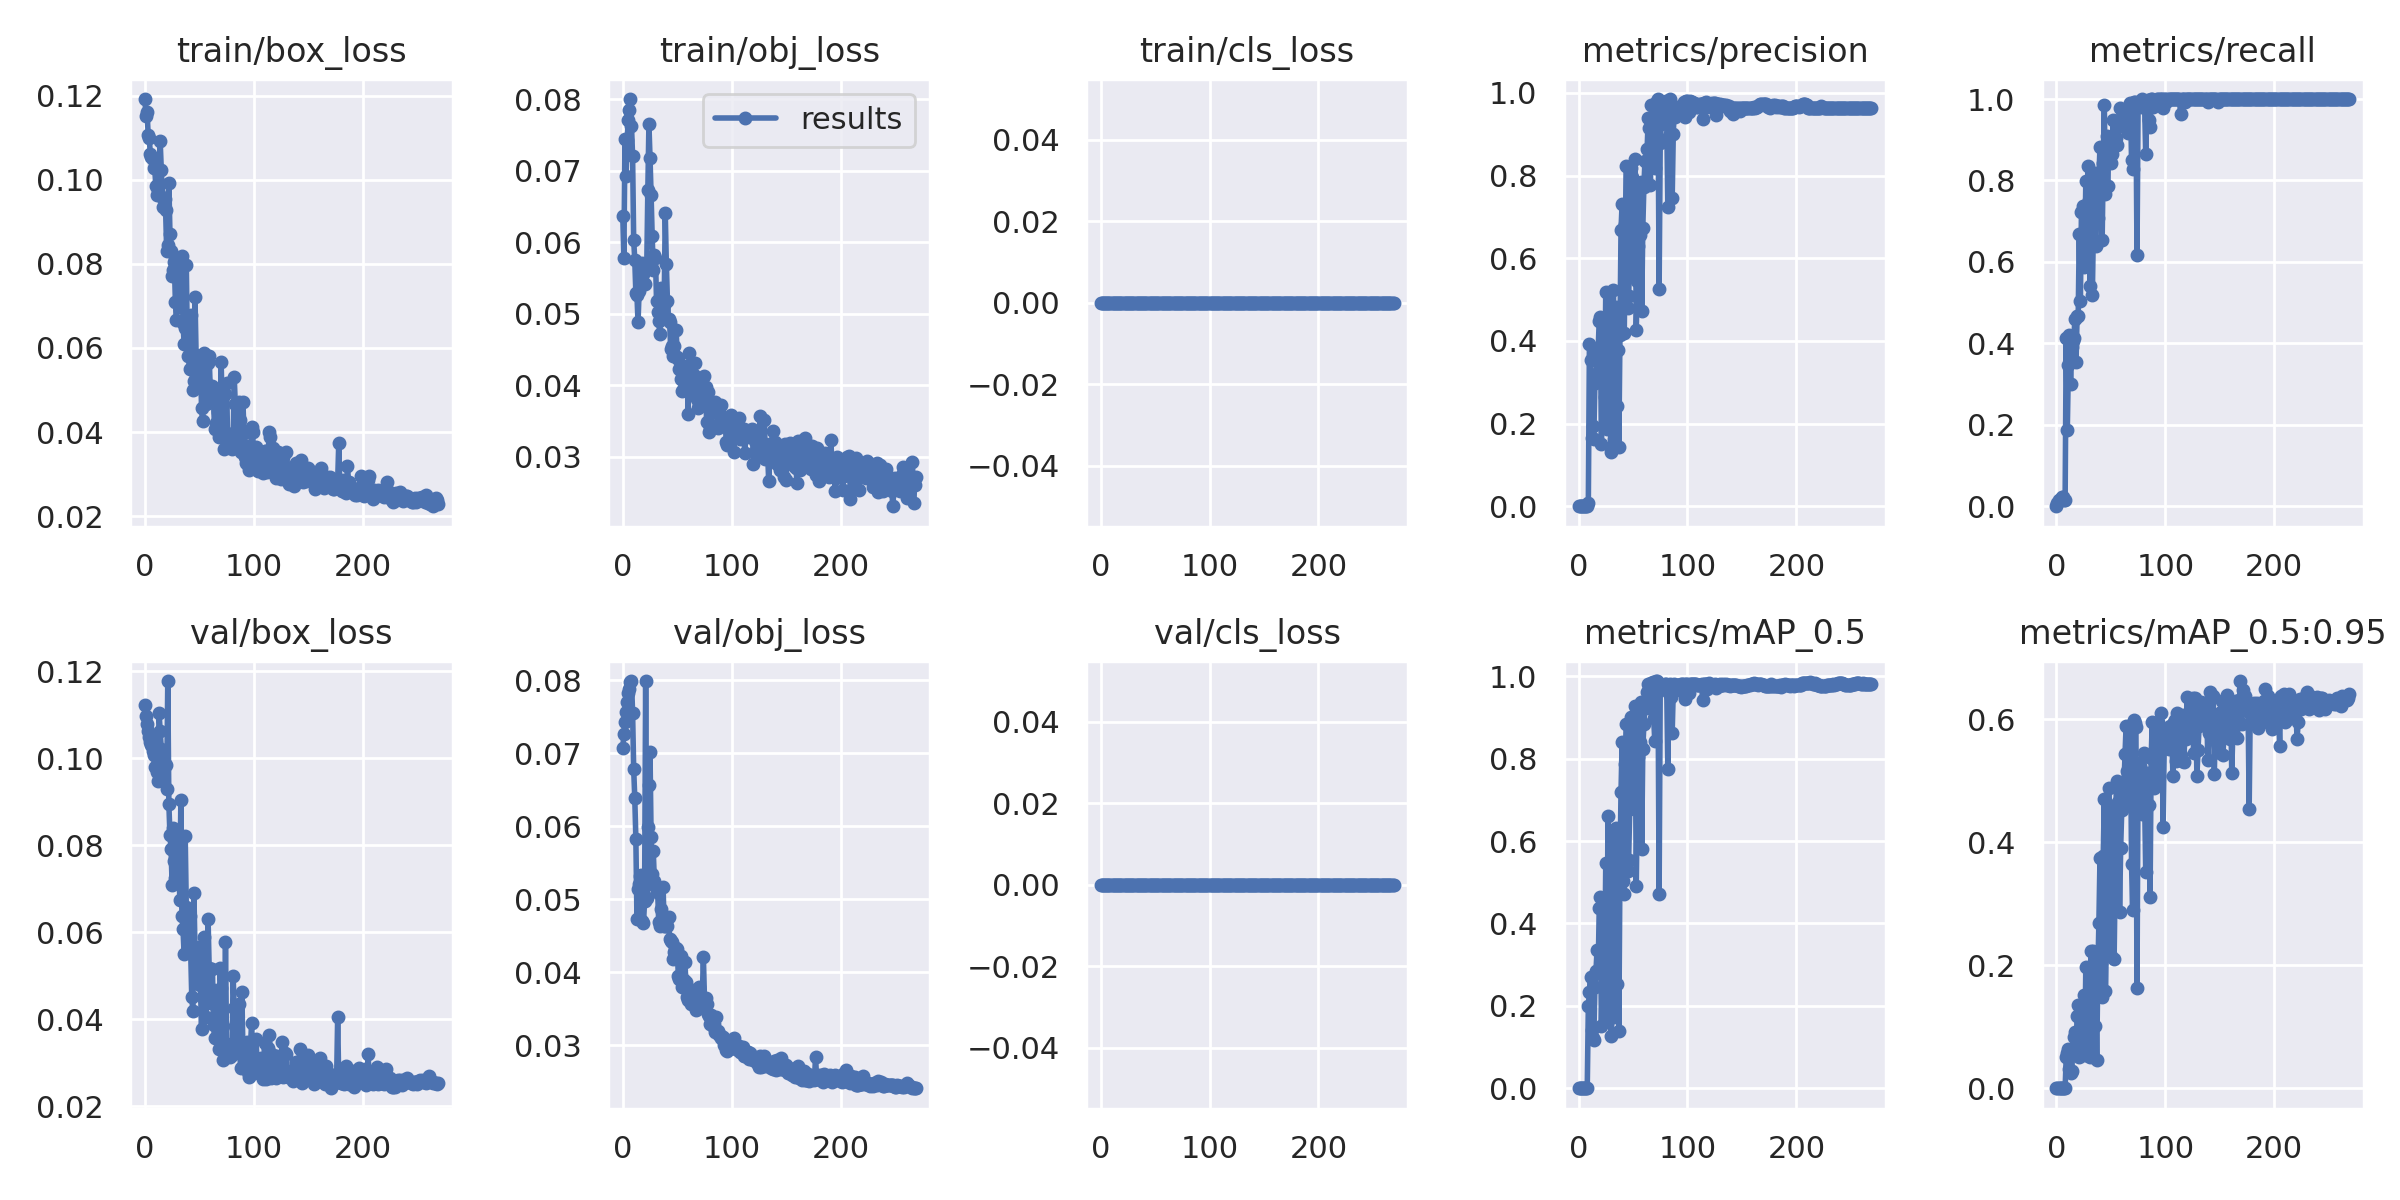 train/box_loss
train/obj_loss
train/cls_loss
metrics/precision
metrics/recall
0.12
0.10
0.08
0.06
0.04
0.02
0 100 200
results
0.08
0.07
0.06
0.05
0.04
0.03
0 100 200
0.04
0.02
0.00
−0.02
−0.04
0 100 200
1.0
0.8
0.6
0.4
0.2
0.0
0 100 200
1.0
0.8
0.6
0.4
0.2
0.0
0 100 200
val/box_loss
val/obj_loss
val/cls_loss
metrics/mAP_0.5
metrics/mAP_0.5:0.95
0.12
0.10
0.08
0.06
0.04
0.02
0 100 200
0.08
0.07
0.06
0.05
0.04
0.03
0 100 200
0.04
0.02
0.00
−0.02
−0.04
0 100 200
1.0
0.8
0.6
0.4
0.2
0.0
0 100 200
0.6
0.4
0.2
0.0
0 100 200